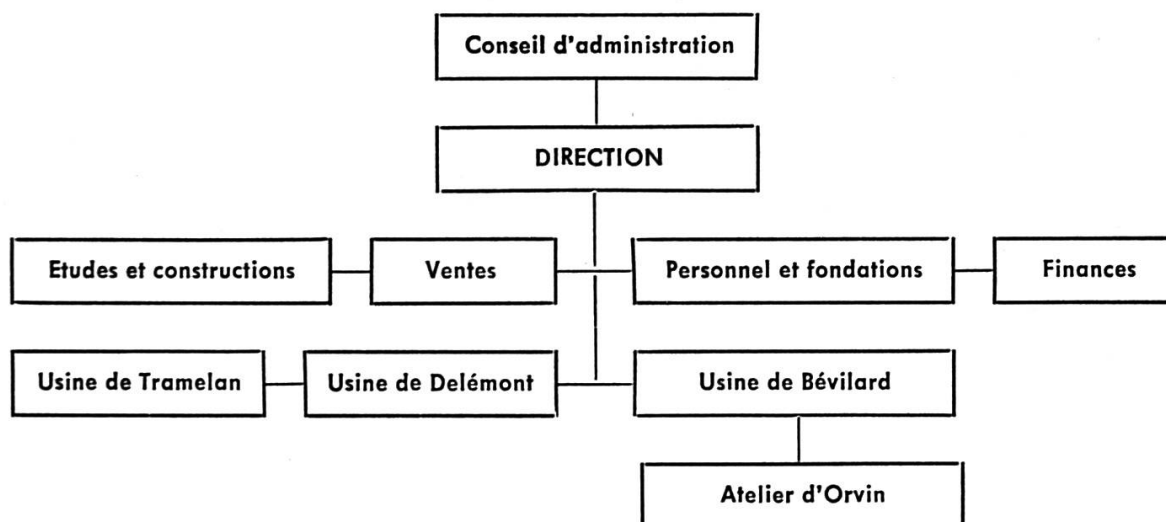 Conseil d'administration
DIRECTION
Etudes et constructions
Ventes
Personnel et fondations
Finances
Usine de Tramelan
Usine de Delémont
Usine de Bévilard
Atelier d'Orvin